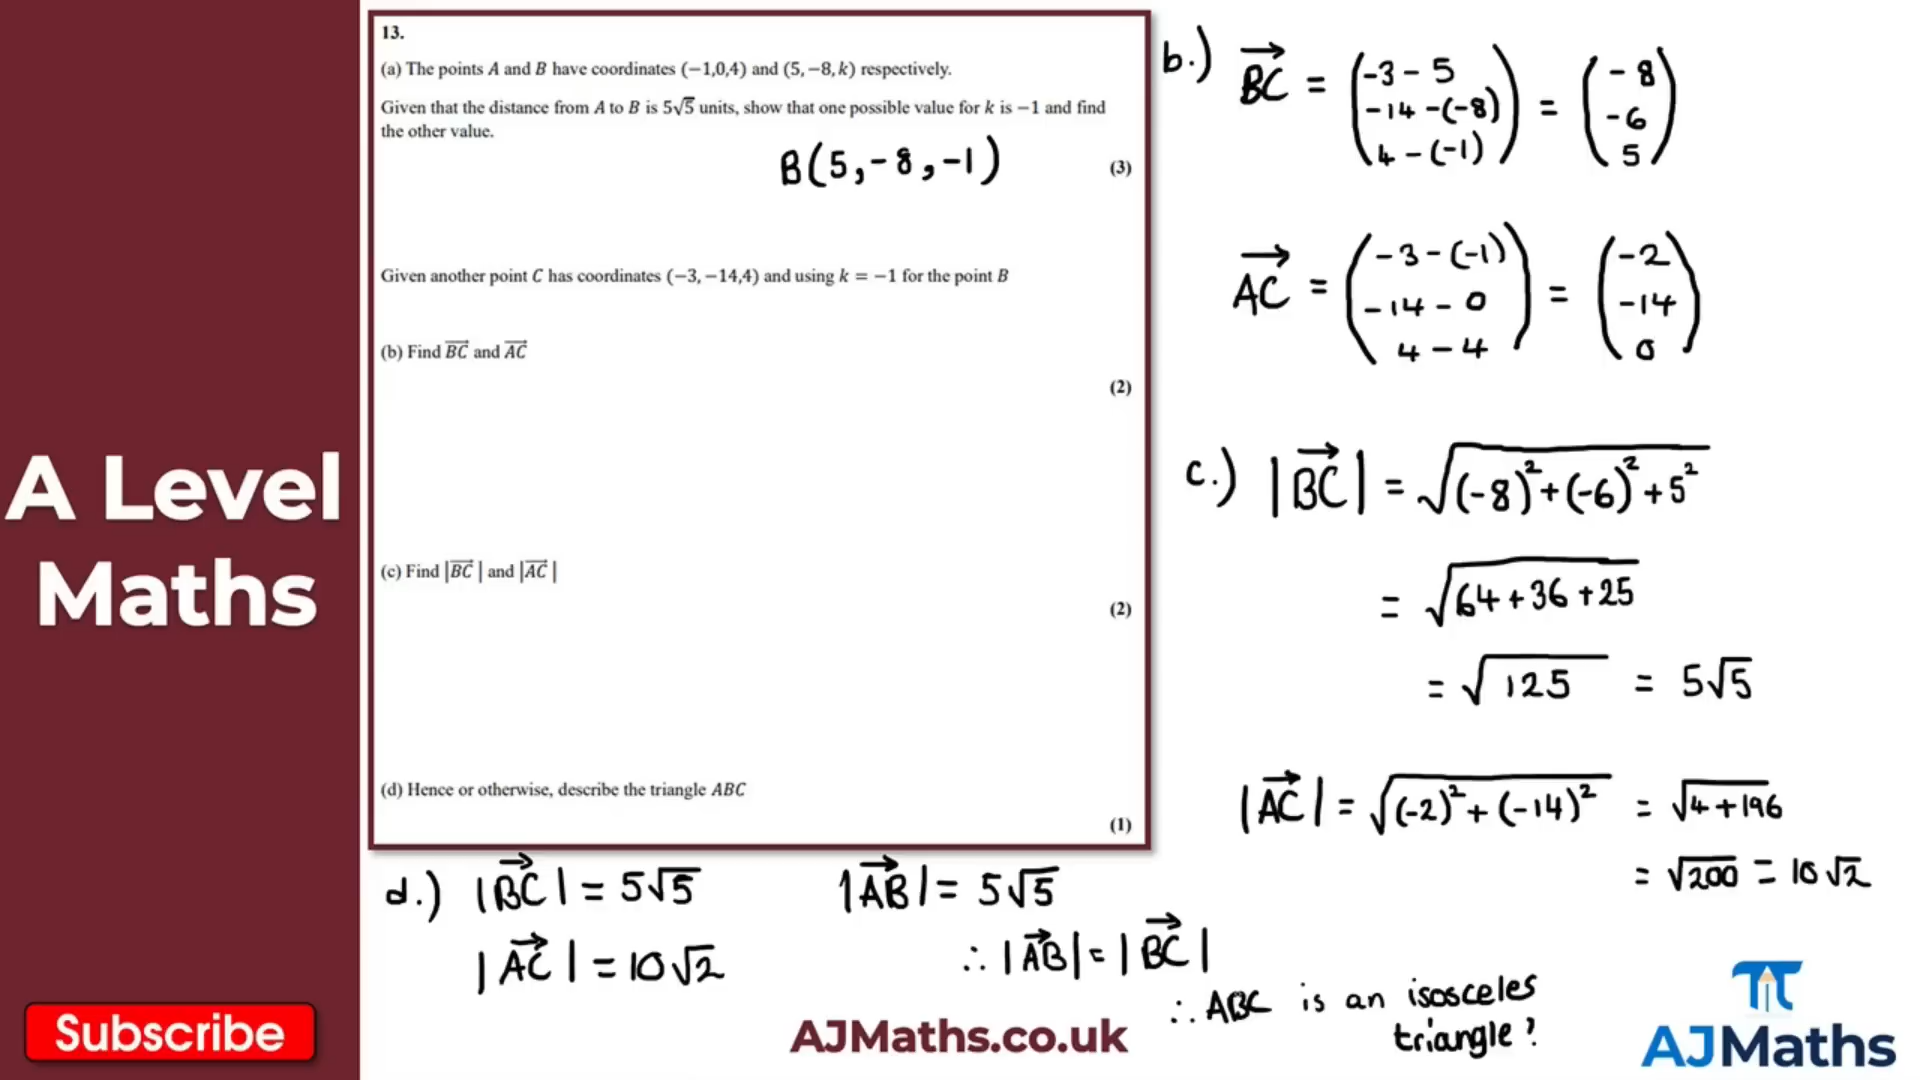 A Level
Maths
Subscribe
13.
(a) The points A and B have coordinates (−1,0,4) and (5,−8,k) respectively.
Given that the distance from A to B is 5√5 units, show that one possible value for k is −1 and find
the other value.
B(5,-8,-1)
(3)
Given another point C has coordinates (−3,−14,4) and using k = −1 for the point B
(b) Find BC⃗ and AC⃗
(2)
(c) Find |BC⃗| and |AC⃗|
(2)
(d) Hence or otherwise, describe the triangle ABC
(1)
b.) BC⃗ = (-3-5, -14-(-8), 4-(-1)) = (-8, -6, 5)
AC⃗ = (-3-(-1), -14-0, 4-4) = (-2, -14, 0)
c.) |BC⃗| = √((-8)²+(-6)²+5²)
= √(64+36+25)
= √125 = 5√5
|AC⃗| = √((-2)²+(-14)²) = √(4+196)
= √200 = 10√2
d.) |BC⃗| = 5√5 |AB⃗| = 5√5
|AC⃗| = 10√2 ∴ |AB⃗| = |BC⃗|
∴ ABC is an isosceles
triangle?
AJMaths.co.uk
AJMaths